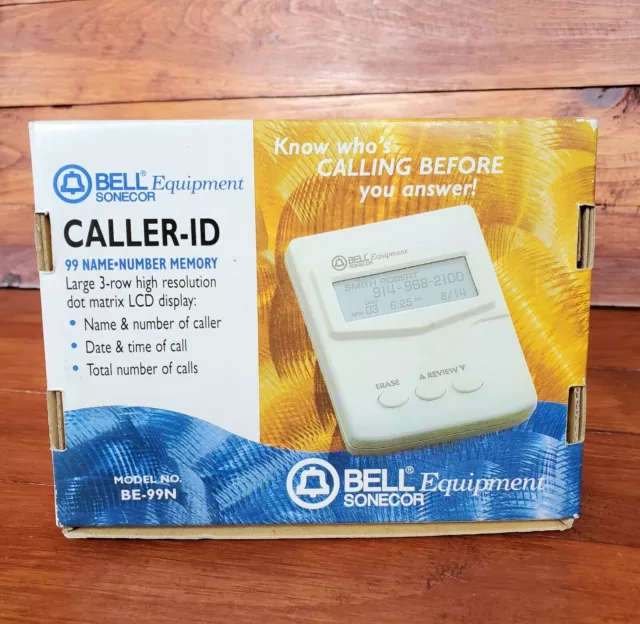 Know who's
CALLING BEFORE
you answer!
BELL® Equipment
SONECOR
CALLER-ID
99 NAME•NUMBER MEMORY
Large 3-row high resolution
dot matrix LCD display:
• Name & number of caller
• Date & time of call
• Total number of calls
BELL Equipment
SONECOR
SMITH ROBERT
914-968-2100
03 6:25 5/14
ERASE ▲ REVIEW ▼
MODEL NO.
BE-99N
BELL® Equipment
SONECOR